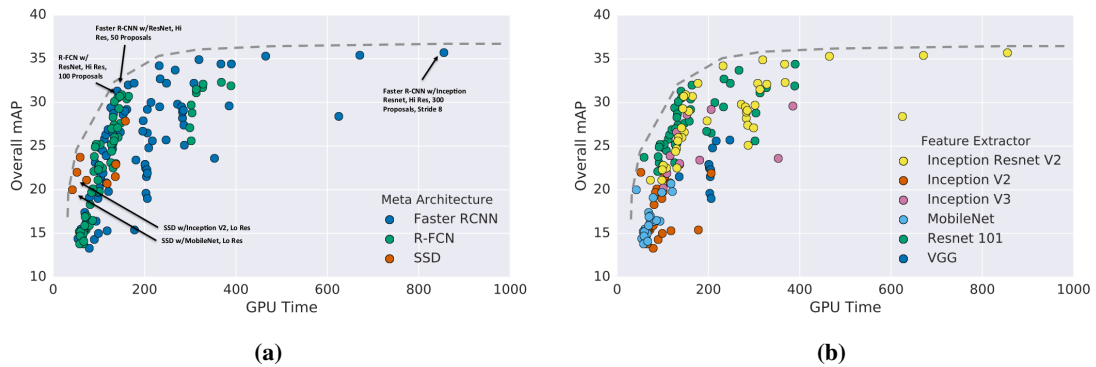 Faster R-CNN w/ResNet, Hi
Res, 50 Proposals
R-FCN w/
ResNet, Hi Res,
100 Proposals
Faster R-CNN w/Inception
Resnet, Hi Res, 300
Proposals, Stride 8
SSD w/Inception V2, Lo Res
SSD w/MobileNet, Lo Res
Overall mAP
40
35
30
25
20
15
10
0
200
400
600
800
1000
GPU Time
Meta Architecture
Faster RCNN
R-FCN
SSD
(a)
Overall mAP
40
35
30
25
20
15
10
0
200
400
600
800
1000
GPU Time
Feature Extractor
Inception Resnet V2
Inception V2
Inception V3
MobileNet
Resnet 101
VGG
(b)